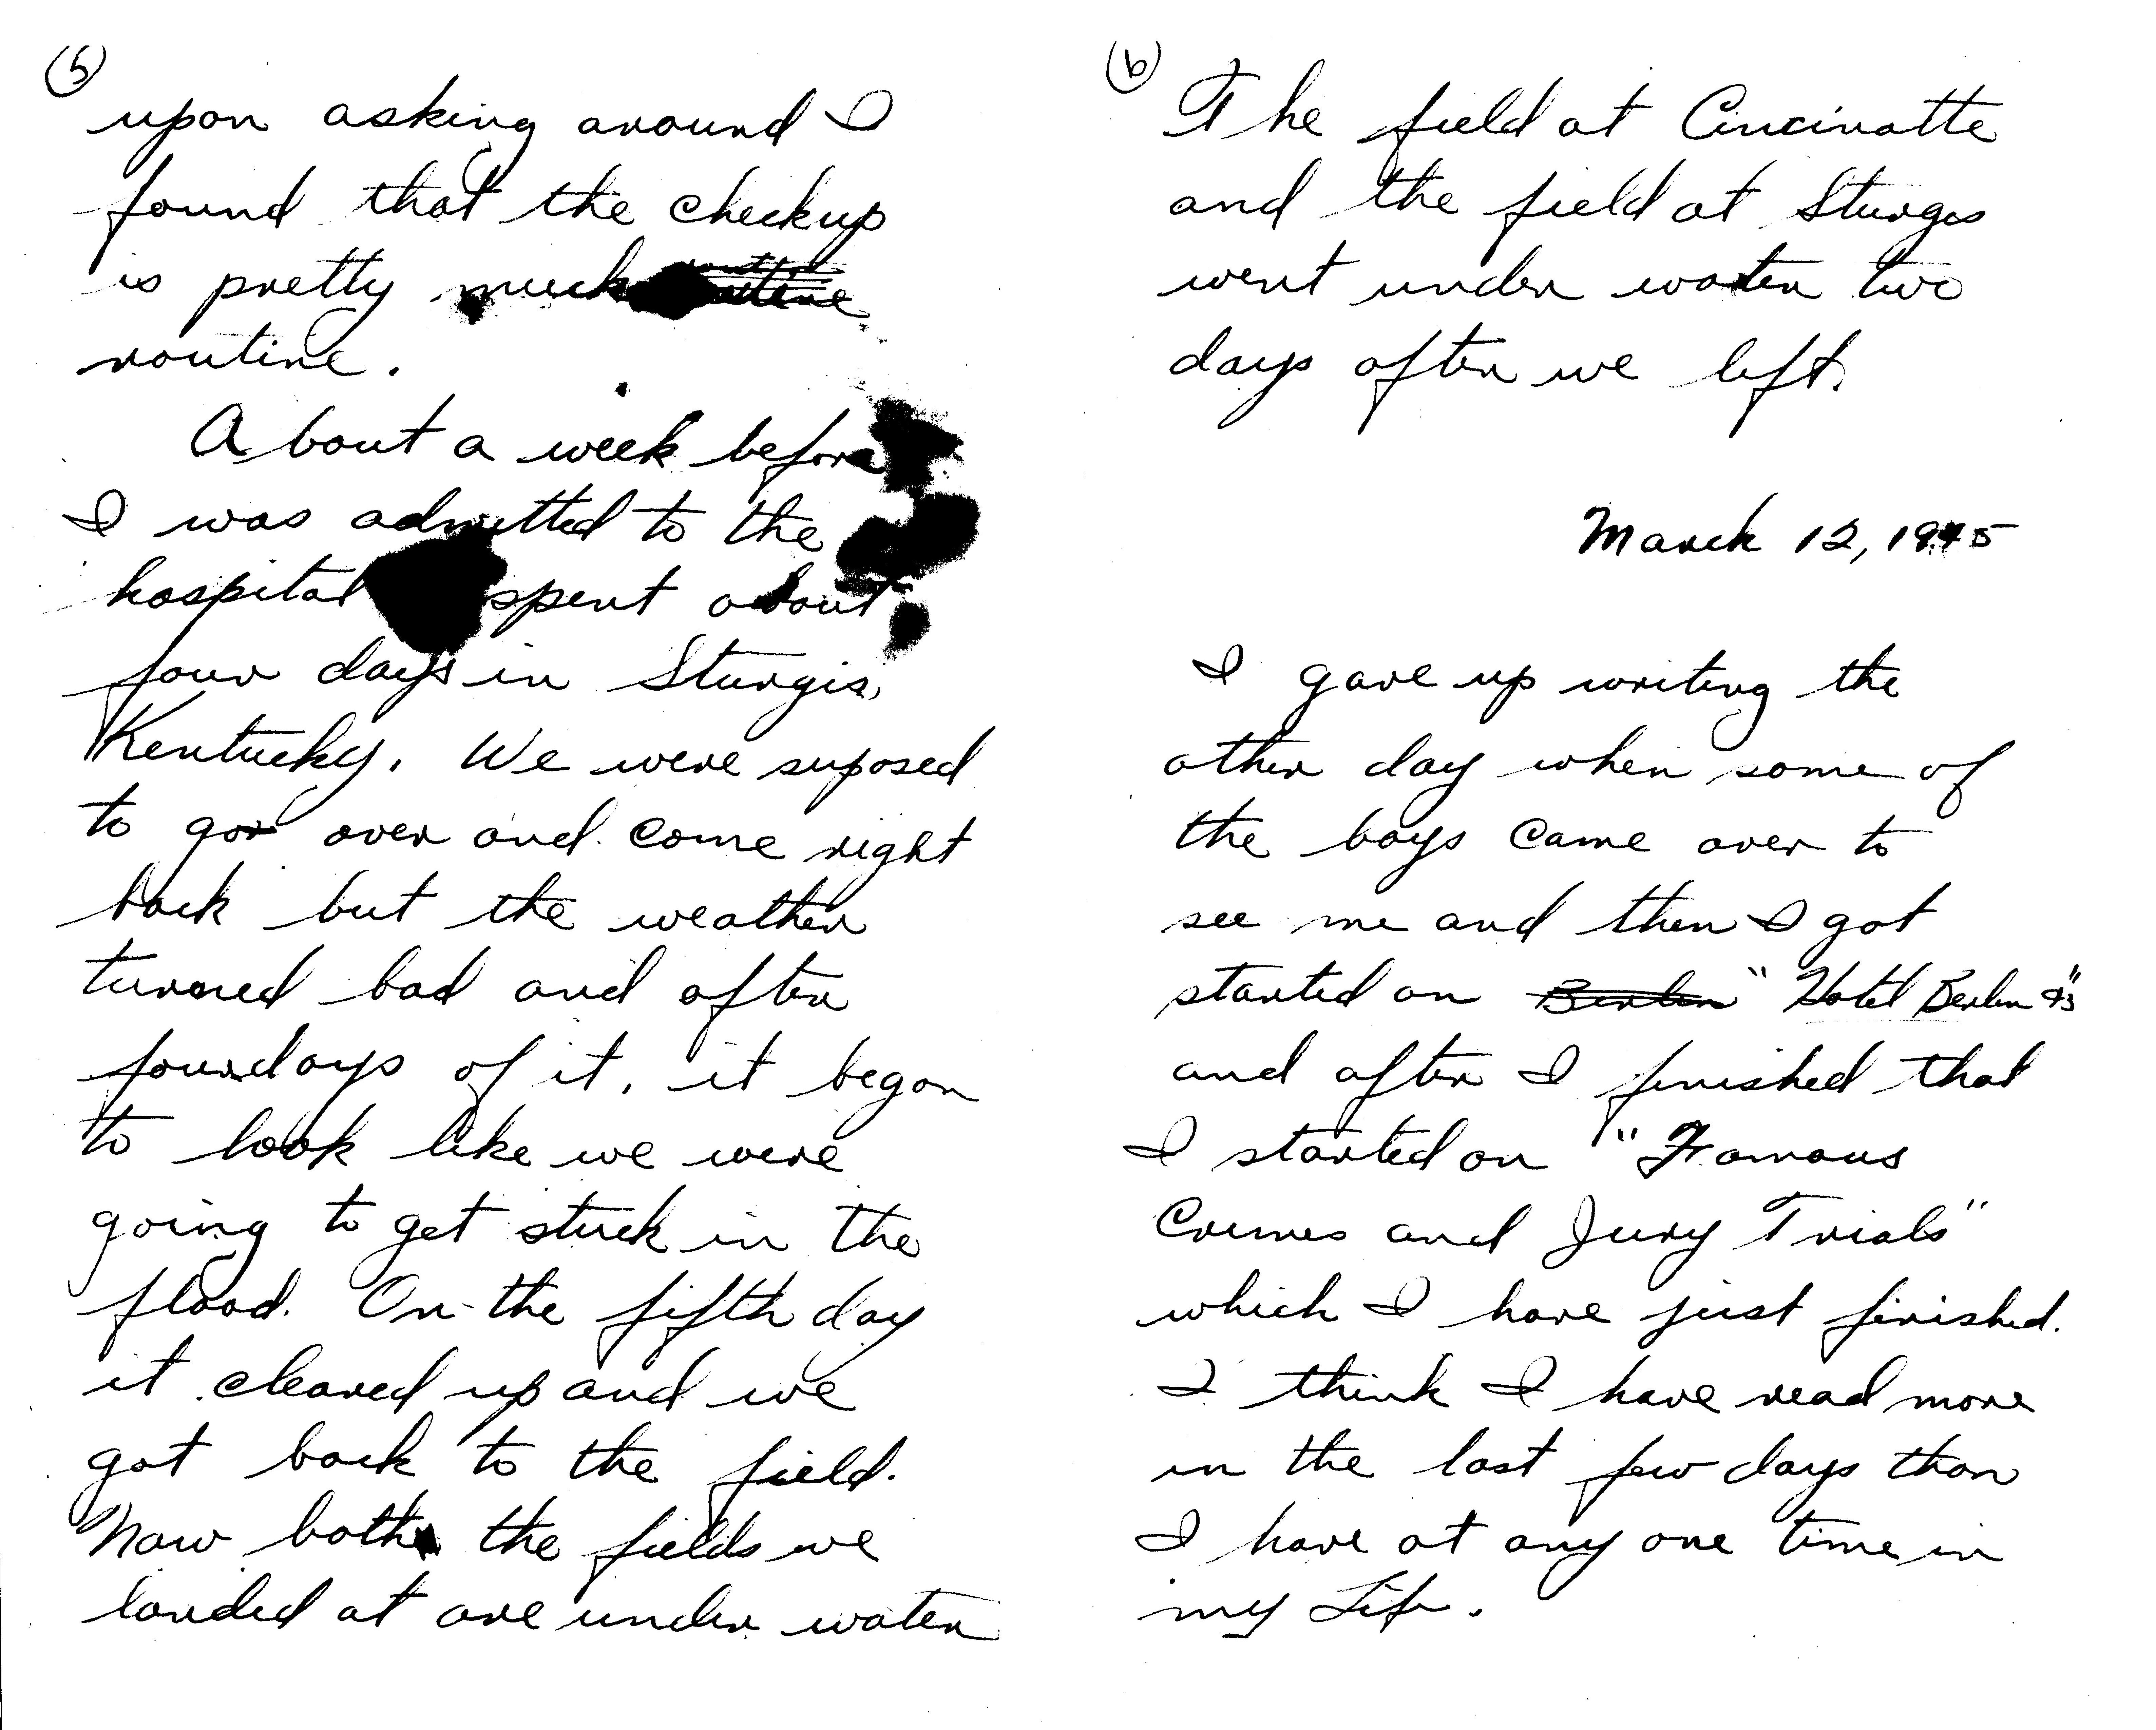 (5)
upon asking around I
found that the checkup
is pretty much
routine.
About a week before
I was admitted to the
hospital spent about
four days in Sturgis,
Kentucky. We were suposed
to go over and come right
back but the weather
turned bad and after
four days of it, it began
to look like we were
going to get stuck in the
flood. On the fifth day
it cleared up and we
got back to the field.
Now both the fields we
landed at are under water
(6)
The field at Cincinatte
and the field at Sturgis
went under water two
days after we left.
March 12, 1945
I gave up writing the
other day when some of
the boys came over to
see me and then I got
started on Berlin "Hotel Berlin 43"
and after I finished that
I started on "Famous
Crimes and Jury Trials"
which I have just finished.
I think I have read more
in the last few days than
I have at any one time in
my Life.